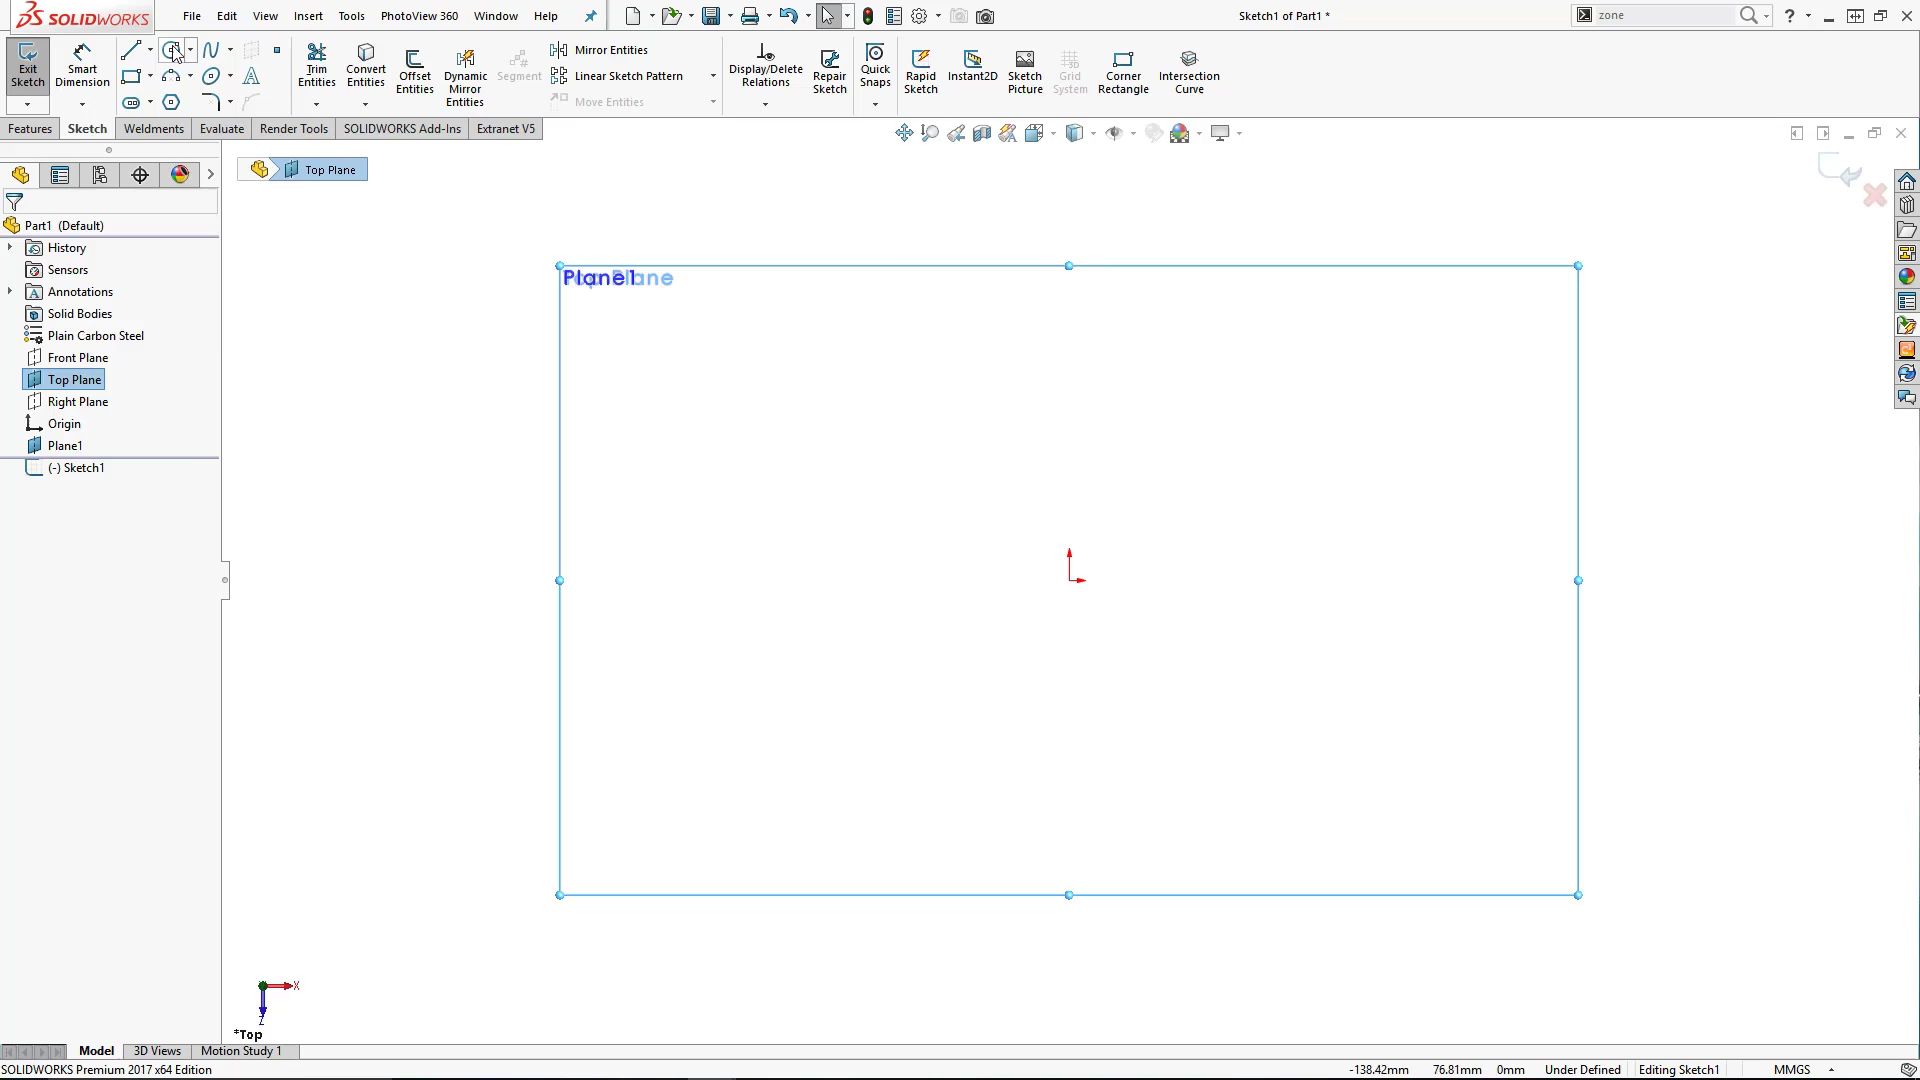 SOLIDWORKS File Edit View Insert Tools PhotoView 360 Window Help Sketch1 of Part1 * zone ?
Exit Sketch
Smart Dimension
Trim Entities
Convert Entities
Offset Entities
Dynamic Mirror Entities
Segment
Mirror Entities
Linear Sketch Pattern
Move Entities
Display/Delete Relations
Repair Sketch
Quick Snaps
Rapid Sketch
Instant2D
Sketch Picture
Grid System
Corner Rectangle
Intersection Curve
Features Sketch Weldments Evaluate Render Tools SOLIDWORKS Add-Ins Extranet V5
Top Plane
Part1 (Default)
History
Sensors
Annotations
Solid Bodies
Plain Carbon Steel
Front Plane
Top Plane
Right Plane
Origin
Plane1
(-) Sketch1
Plane1
Top Plane
X
Z
*Top
Model 3D Views Motion Study 1
SOLIDWORKS Premium 2017 x64 Edition -138.42mm 76.81mm 0mm Under Defined Editing Sketch1 MMGS